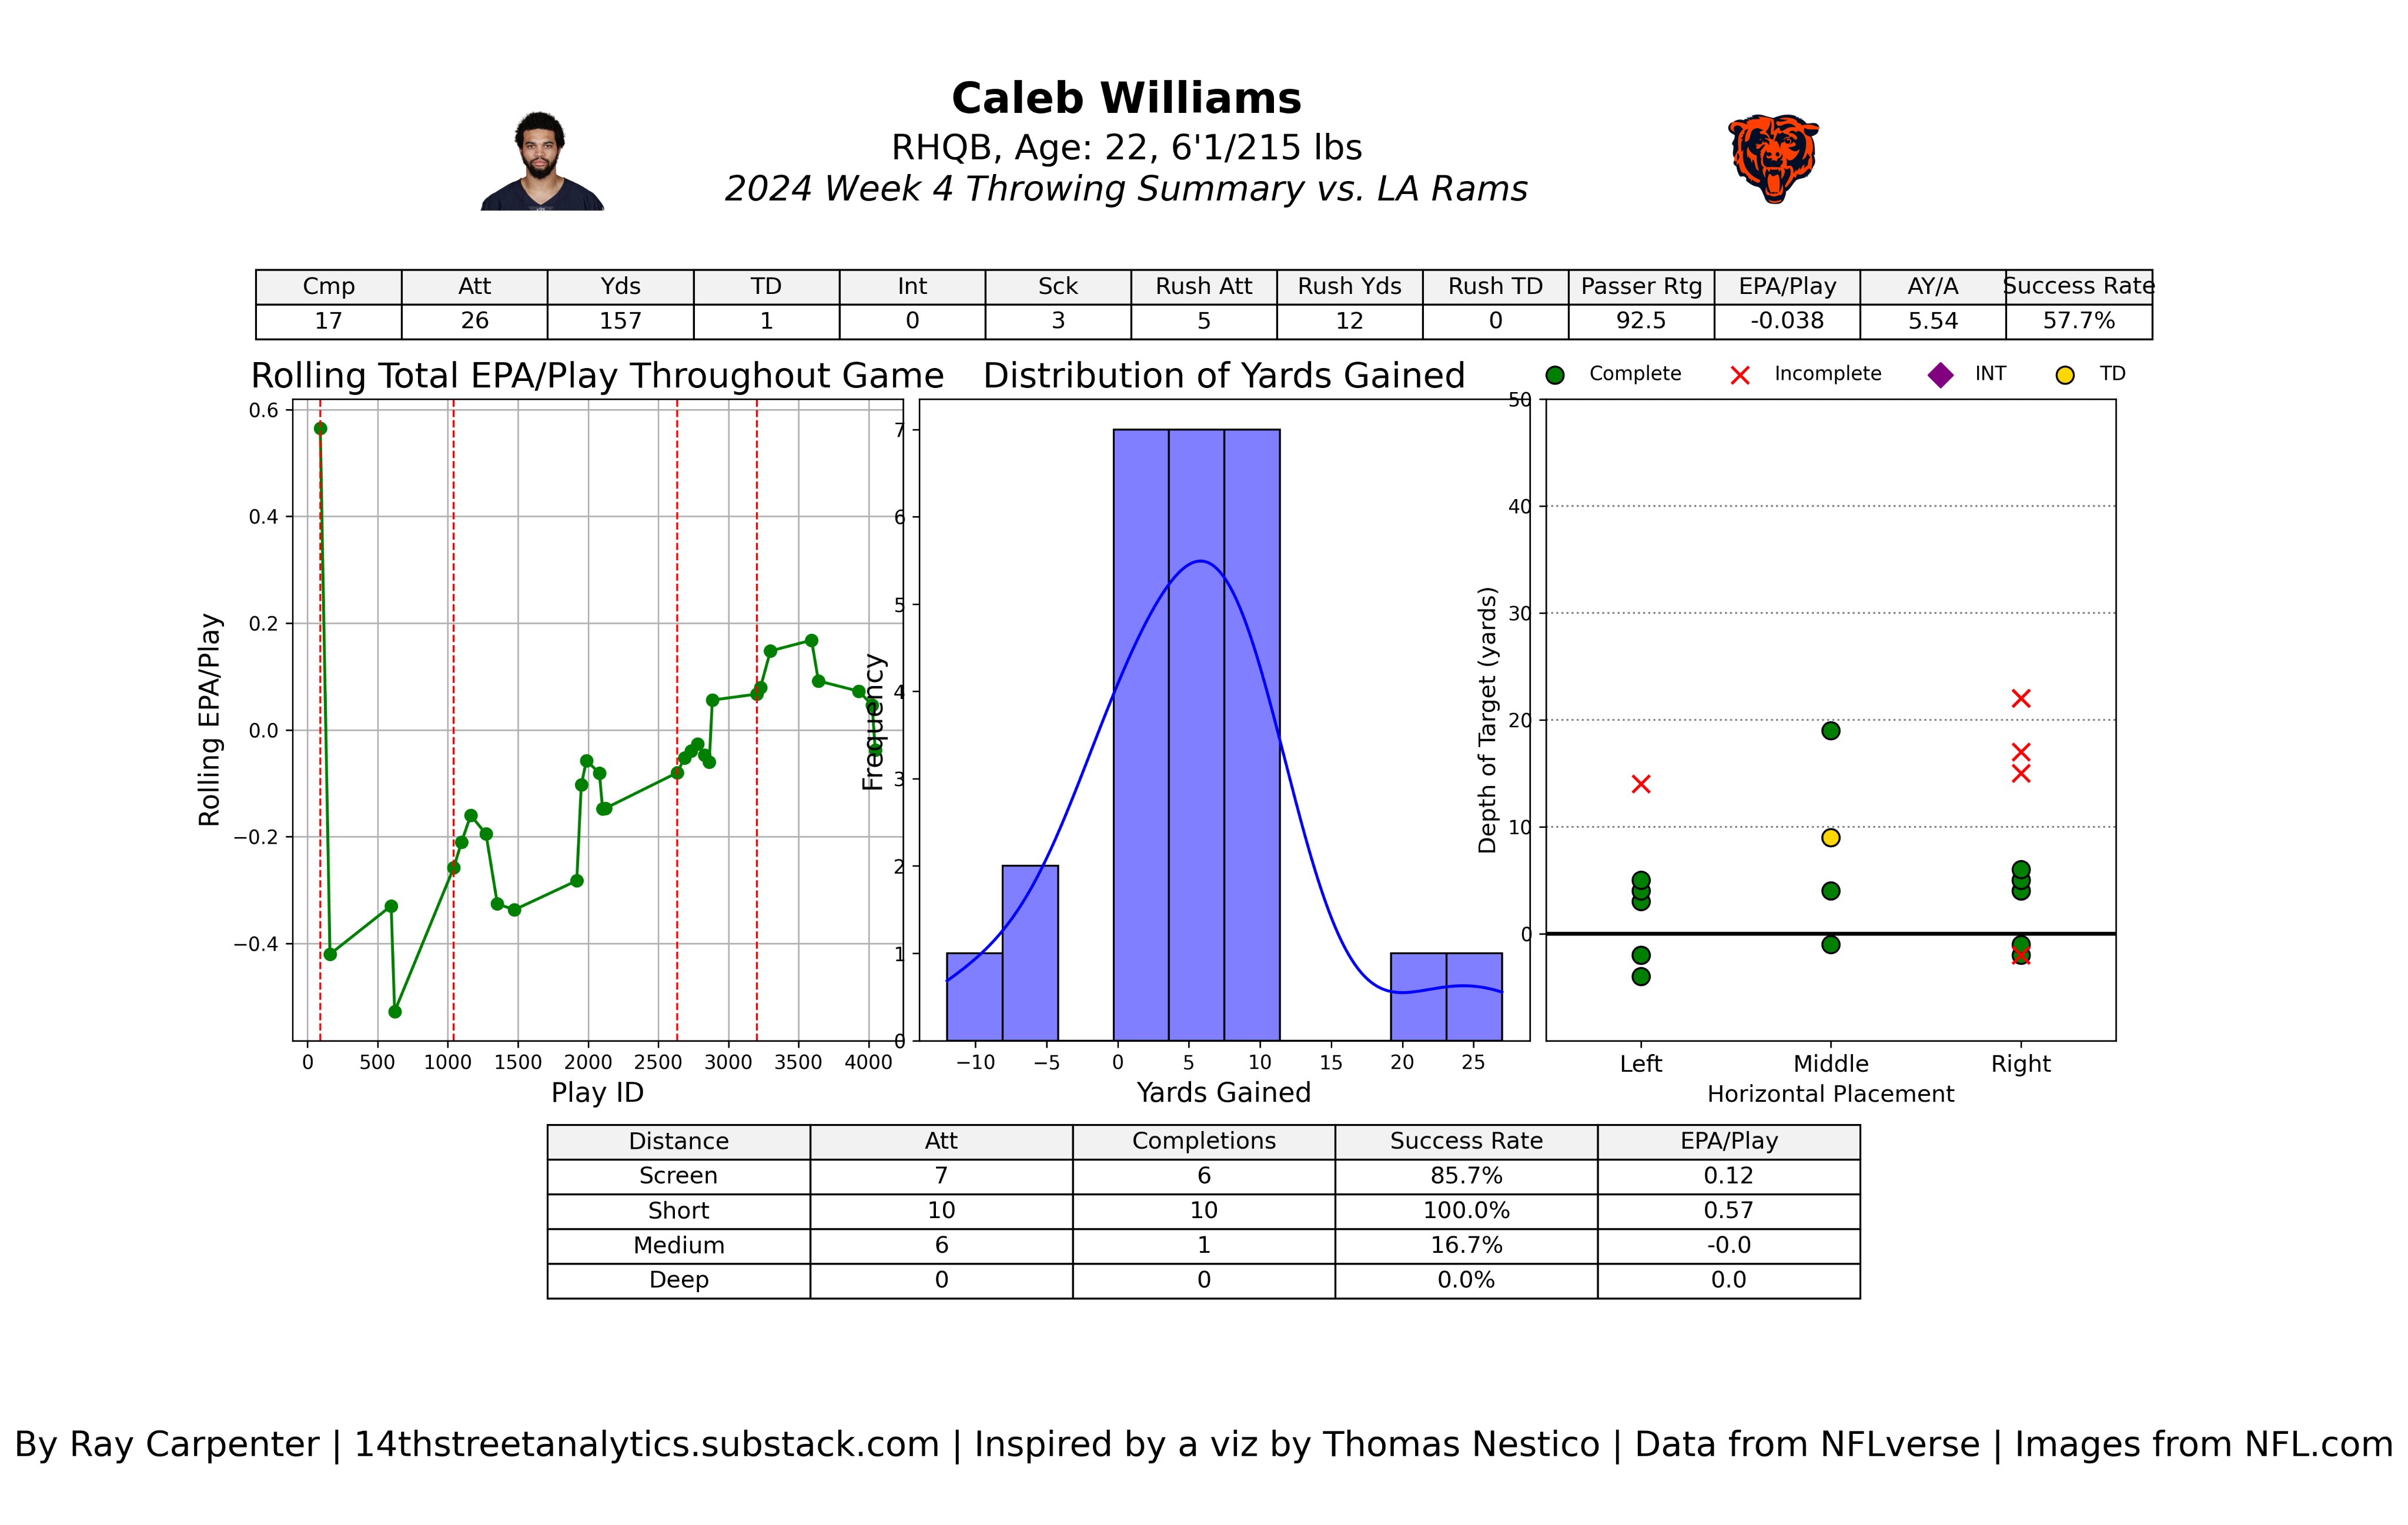 Caleb Williams
RHQB, Age: 22, 6'1/215 lbs
2024 Week 4 Throwing Summary vs. LA Rams
Cmp Att Yds TD Int Sck Rush Att Rush Yds Rush TD Passer Rtg EPA/Play AY/A Success Rate
17 26 157 1 0 3 5 12 0 92.5 -0.038 5.54 57.7%
Rolling Total EPA/Play Throughout Game
0.6
0.4
0.2
0.0
−0.2
−0.4
Rolling EPA/Play
0 500 1000 1500 2000 2500 3000 3500 4000
Play ID
Distribution of Yards Gained
7
6
5
4
3
2
1
0
Frequency
−10 −5 0 5 10 15 20 25
Yards Gained
Complete Incomplete INT TD
50
40
30
20
10
0
Depth of Target (yards)
Left Middle Right
Horizontal Placement
Distance Att Completions Success Rate EPA/Play
Screen 7 6 85.7% 0.12
Short 10 10 100.0% 0.57
Medium 6 1 16.7% -0.0
Deep 0 0 0.0% 0.0
By Ray Carpenter | 14thstreetanalytics.substack.com | Inspired by a viz by Thomas Nestico | Data from NFLverse | Images from NFL.com